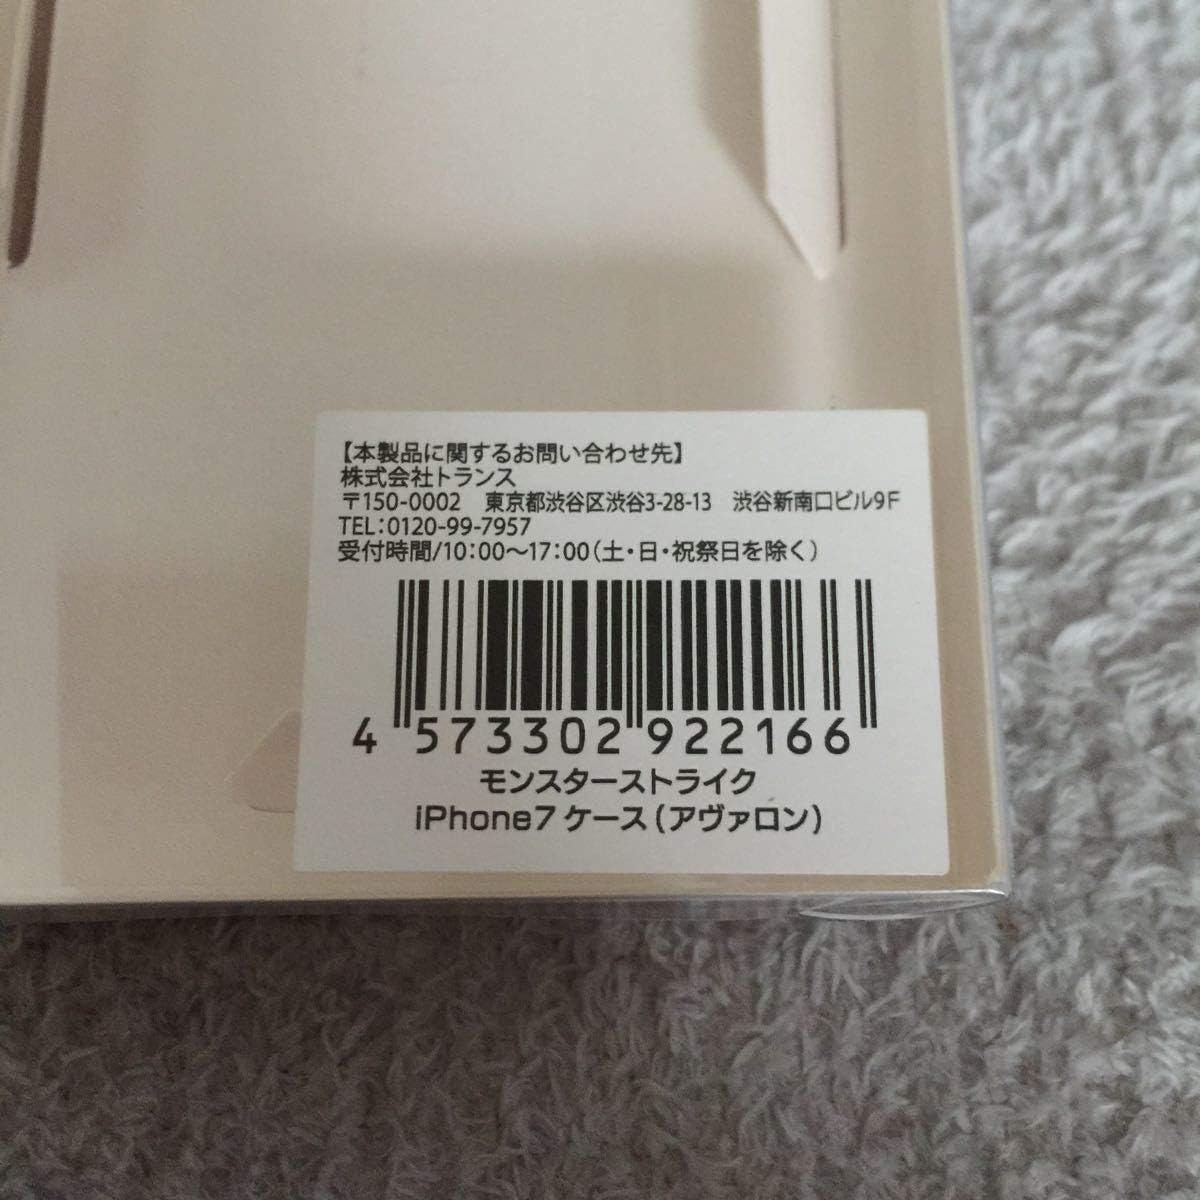 【本製品に関するお問い合わせ先】
株式会社トランス
〒150-0002　東京都渋谷区渋谷3-28-13　渋谷新南口ビル9F
TEL:0120-99-7957
受付時間/10:00～17:00(土・日・祝祭日を除く)
4 573302 922166
モンスターストライク
iPhone7 ケース(アヴァロン)